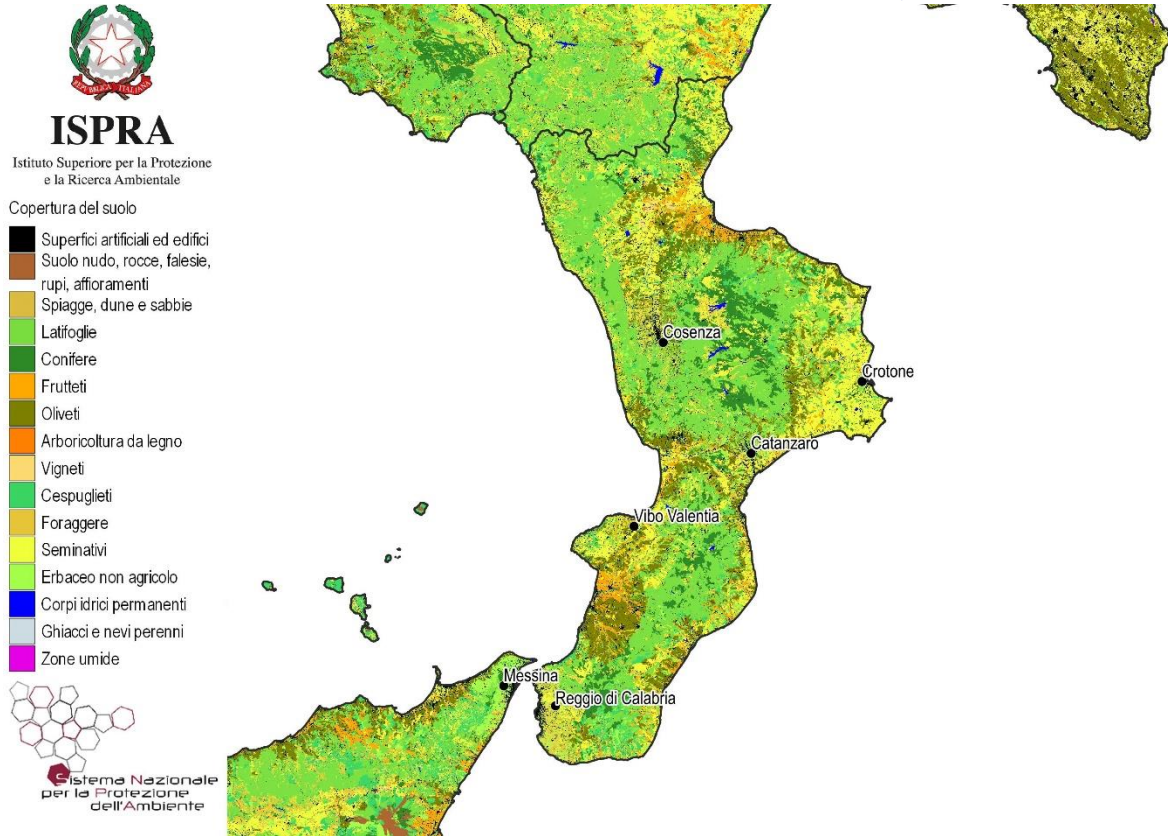 REPVBBLICA ITALIANA
ISPRA
Istituto Superiore per la Protezione
e la Ricerca Ambientale
Copertura del suolo
Superfici artificiali ed edifici
Suolo nudo, rocce, falesie,
rupi, affioramenti
Spiagge, dune e sabbie
Latifoglie
Conifere
Frutteti
Oliveti
Arboricoltura da legno
Vigneti
Cespuglieti
Foraggere
Seminativi
Erbaceo non agricolo
Corpi idrici permanenti
Ghiacci e nevi perenni
Zone umide
Sistema Nazionale
per la Protezione
dell'Ambiente
Cosenza
Crotone
Catanzaro
Vibo Valentia
Messina
Reggio di Calabria